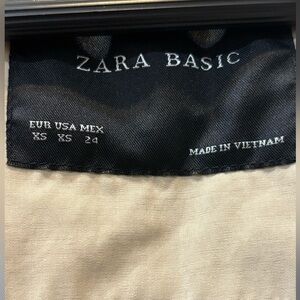 ZARA BASIC
EUR USA MEX
XS XS 24
MADE IN VIETNAM